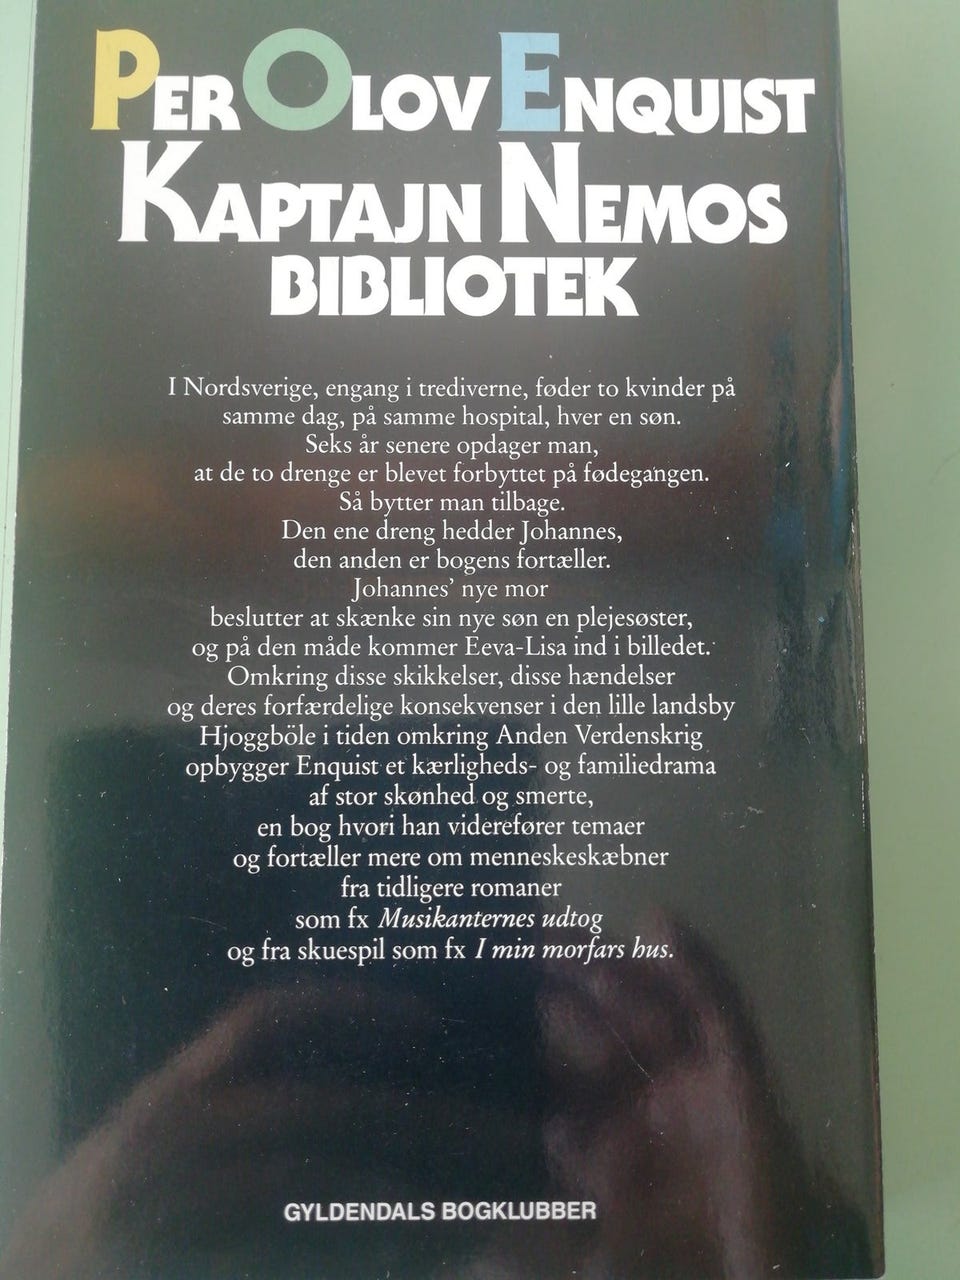 PER OLOV ENQUIST
KAPTAJN NEMOS
BIBLIOTEK
I Nordsverige, engang i trediverne, føder to kvinder på
samme dag, på samme hospital, hver en søn.
Seks år senere opdager man,
at de to drenge er blevet forbyttet på fødegangen.
Så bytter man tilbage.
Den ene dreng hedder Johannes,
den anden er bogens fortæller.
Johannes' nye mor
beslutter at skænke sin nye søn en plejesøster,
og på den måde kommer Eeva-Lisa ind i billedet.
Omkring disse skikkelser, disse hændelser
og deres forfærdelige konsekvenser i den lille landsby
Hjoggböle i tiden omkring Anden Verdenskrig
opbygger Enquist et kærligheds- og familiedrama
af stor skønhed og smerte,
en bog hvori han viderefører temaer
og fortæller mere om menneskeskæbner
fra tidligere romaner
som fx Musikanternes udtog
og fra skuespil som fx I min morfars hus.
GYLDENDALS BOGKLUBBER